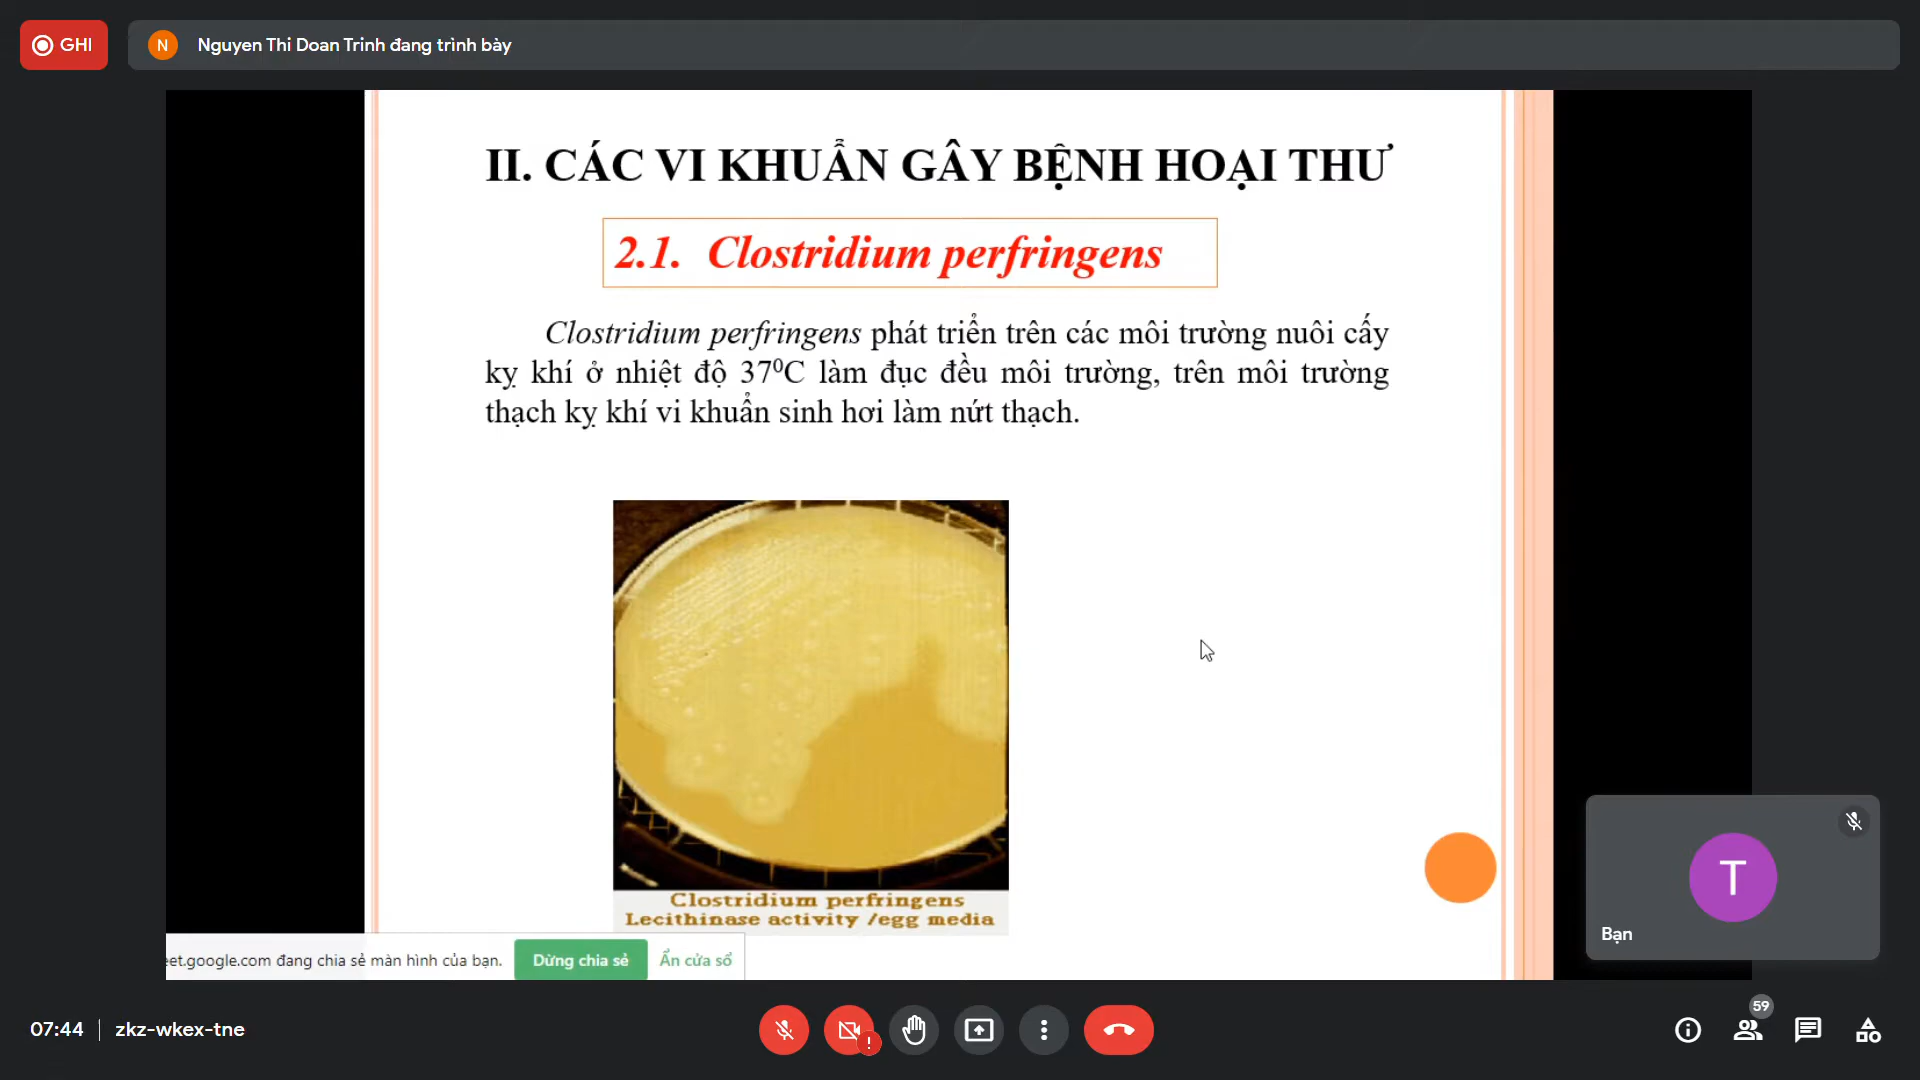 GHI
N
Nguyen Thi Doan Trinh đang trình bày
II. CÁC VI KHUẨN GÂY BỆNH HOẠI THƯ
2.1. Clostridium perfringens
Clostridium perfringens phát triển trên các môi trường nuôi cấy
kỵ khí ở nhiệt độ 37⁰C làm đục đều môi trường, trên môi trường
thạch kỵ khí vi khuẩn sinh hơi làm nứt thạch.
Clostridium perfringens
Lecithinase activity /egg media
eet.google.com đang chia sẻ màn hình của bạn.
Dừng chia sẻ
Ẩn cửa sổ
T
Bạn
07:44
zkz-wkex-tne
59